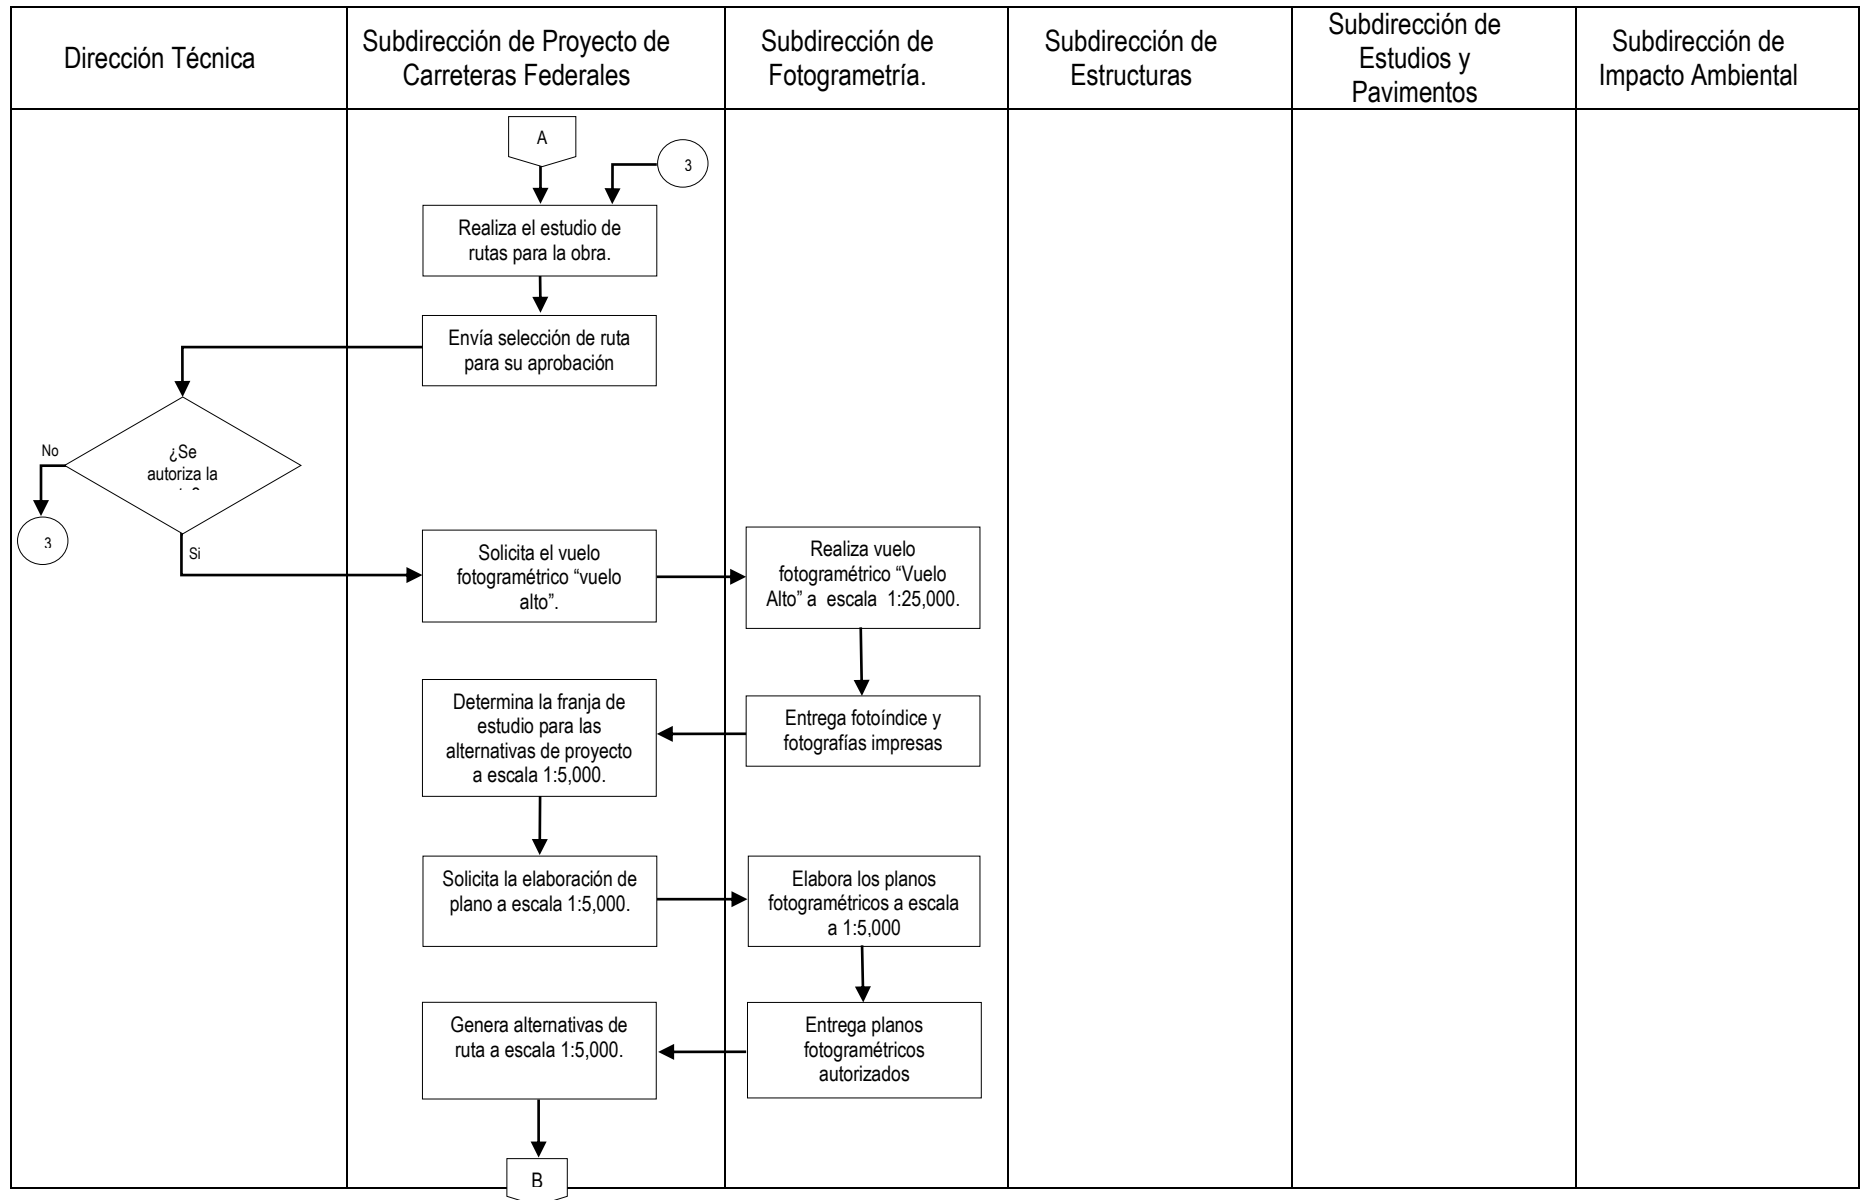 Dirección Técnica
Subdirección de Proyecto de
Carreteras Federales
Subdirección de
Fotogrametría.
Subdirección de
Estructuras
Subdirección de
Estudios y
Pavimentos
Subdirección de
Impacto Ambiental
A
3
Realiza el estudio de
rutas para la obra.
Envía selección de ruta
para su aprobación
¿Se
autoriza la
No
3
Si
Solicita el vuelo
fotogramétrico “vuelo
alto”.
Realiza vuelo
fotogramétrico “Vuelo
Alto” a escala 1:25,000.
Entrega fotoíndice y
fotografías impresas
Determina la franja de
estudio para las
alternativas de proyecto
a escala 1:5,000.
Solicita la elaboración de
plano a escala 1:5,000.
Elabora los planos
fotogramétricos a escala
a 1:5,000
Entrega planos
fotogramétricos
autorizados
Genera alternativas de
ruta a escala 1:5,000.
B